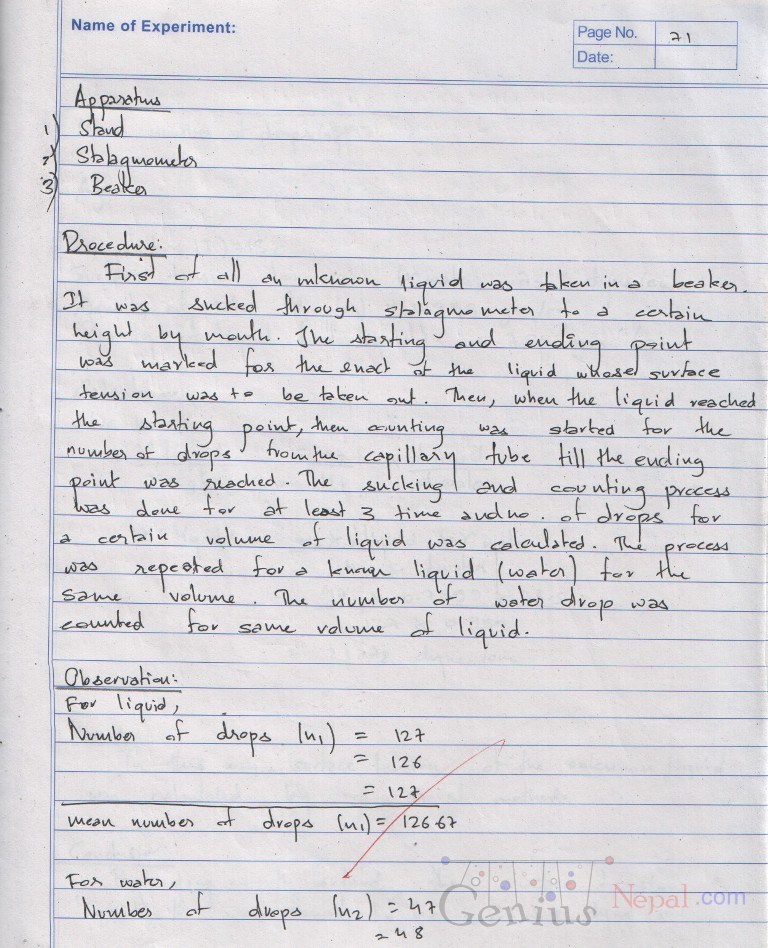 Name of Experiment:
Page No. 71
Date:
Apparatus
1) Stand
2) Stalagmometer
3) Beaker
Procedure:
First of all an unknown liquid was taken in a beaker.
It was sucked through stalagmometer to a certain
height by mouth. The starting and ending point
was marked for the exact of the liquid whose surface
tension was to be taken out. Then, when the liquid reached
the starting point, then counting was started for the
number of drops from the capillary tube till the ending
point was reached. The sucking and counting process
was done for at least 3 time and no. of drops for
a certain volume of liquid was calculated. The process
was repeated for a known liquid (water) for the
same volume. The number of water drop was
counted for same volume of liquid.
Observation:
For liquid,
Number of drops (n1) = 127
= 126
= 127
mean number of drops (n1) = 126.67
For water,
Number of drops (n2) = 47
= 48
Genius Nepal.com